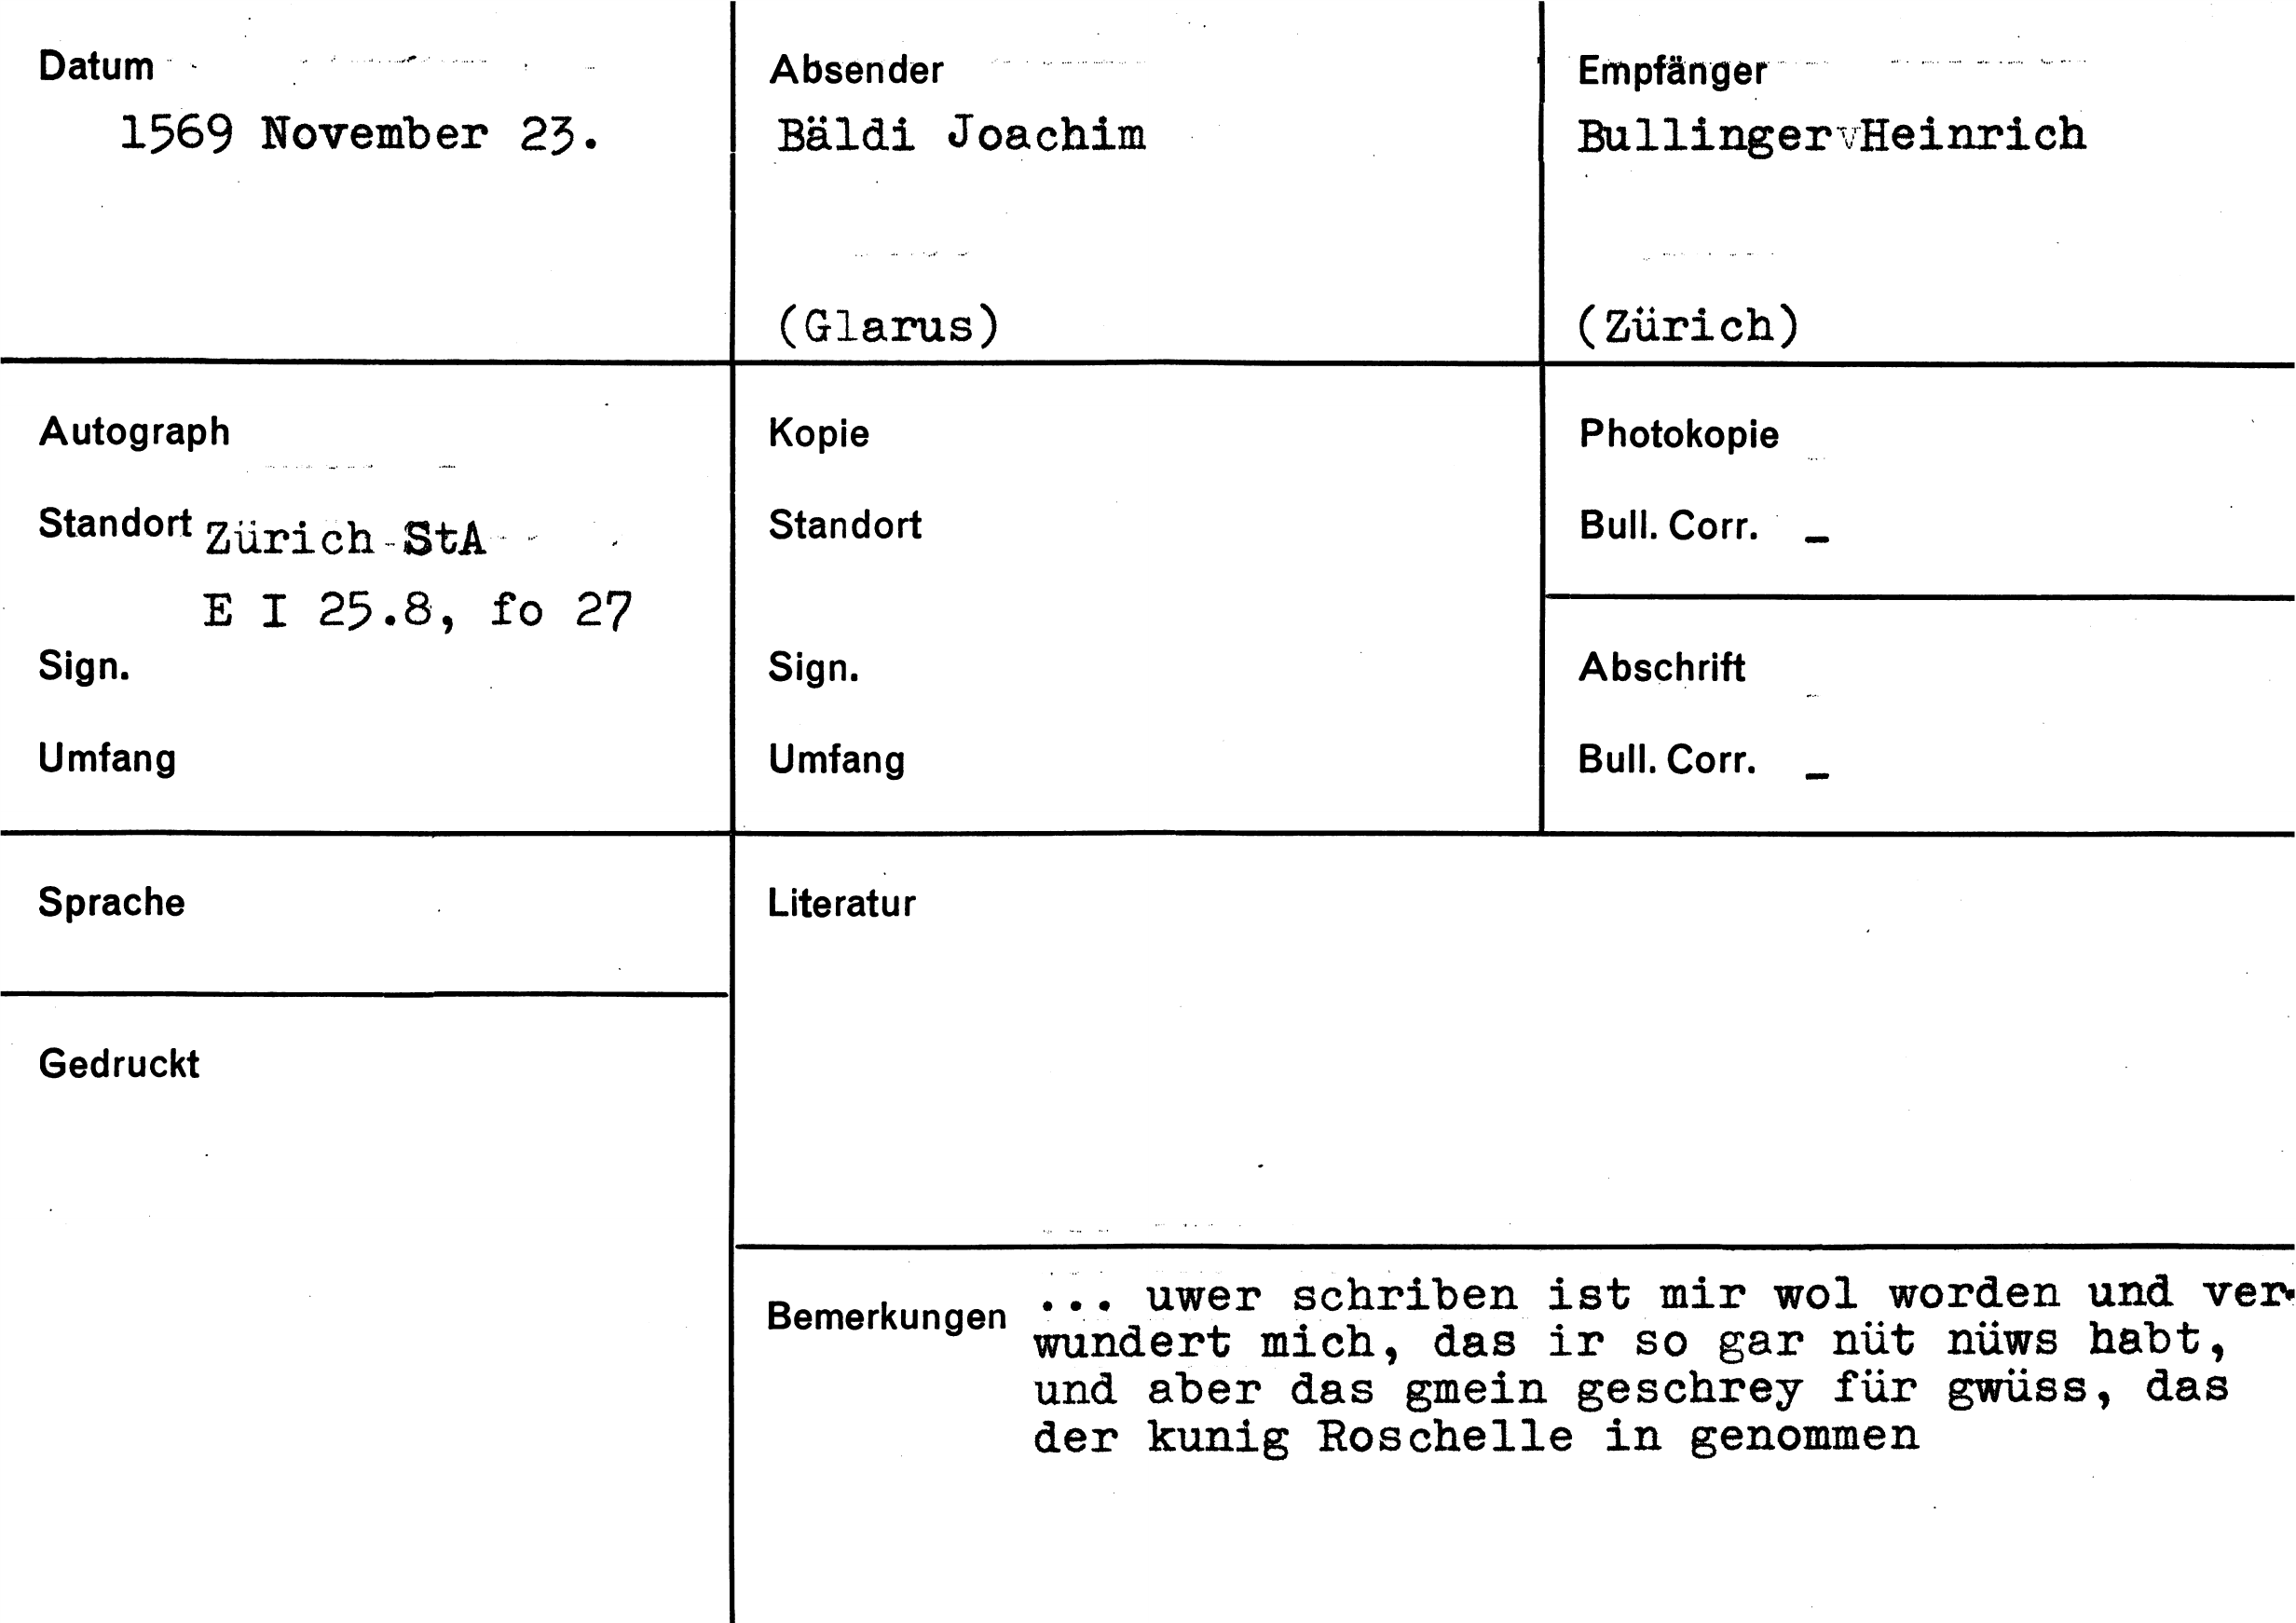 Datum
1569 November 23.
Absender
Bäldi Joachim
(Glarus)
Empfänger
Bullinger Heinrich
(Zürich)
Autograph
Standort Zürich StA
E I 25.8, fo 27
Sign.
Umfang
Kopie
Standort
Sign.
Umfang
Photokopie
Bull. Corr. -
Abschrift
Bull. Corr. -
Sprache
Gedruckt
Literatur
Bemerkungen ... uwer schriben ist mir wol worden und ver-
wundert mich, das ir so gar nüt nüws habt,
und aber das gmein geschrey für gwüss, das
der kunig Roschelle in genommen